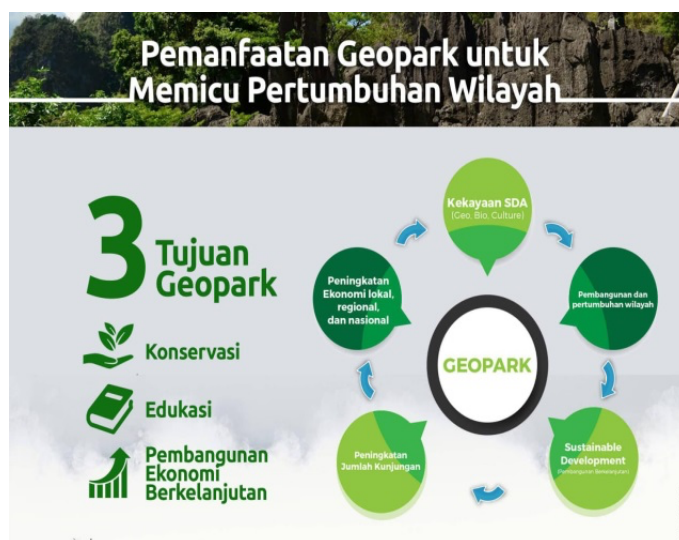 Pemanfaatan Geopark untuk
Memicu Pertumbuhan Wilayah
3 Tujuan
Geopark
Konservasi
Edukasi
Pembangunan
Ekonomi
Berkelanjutan
Kekayaan SDA
(Geo, Bio, Culture)
Pembangunan dan
pertumbuhan wilayah
Sustainable
Development
(Pembangunan Berkelanjutan)
Peningkatan
Jumlah Kunjungan
Peningkatan
Ekonomi lokal,
regional,
dan nasional
GEOPARK